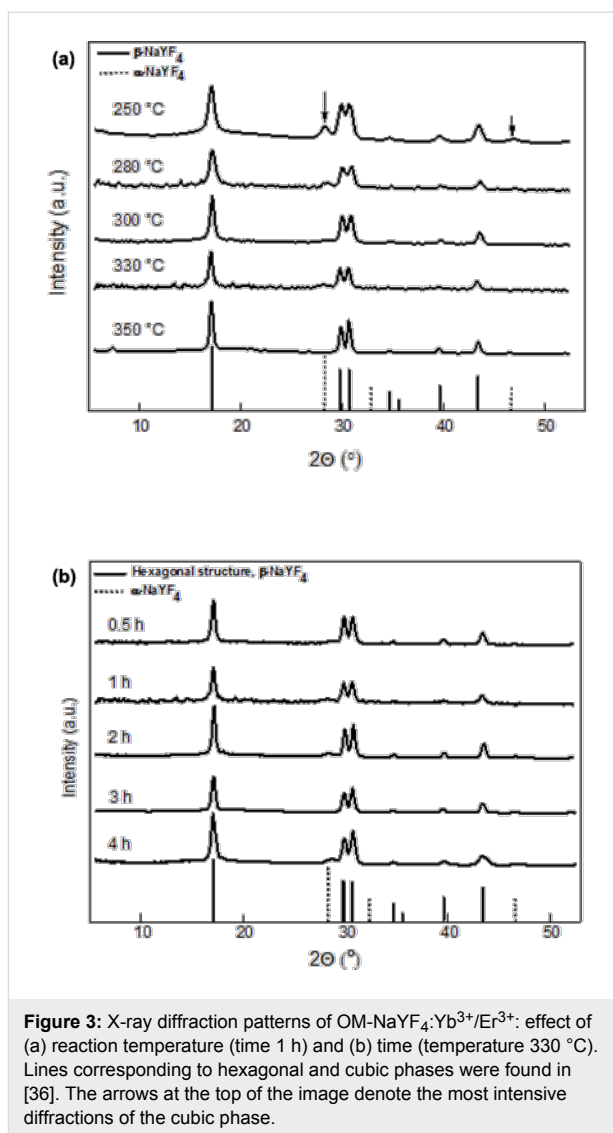 (a)
β-NaYF4
α-NaYF4
250 °C
280 °C
300 °C
330 °C
350 °C
Intensity (a.u.)
10 20 30 40 50
2Θ (°)
(b)
Hexagonal structure, β-NaYF4
α-NaYF4
0.5 h
1 h
2 h
3 h
4 h
Intensity (a.u.)
10 20 30 40 50
2Θ (°)
Figure 3: X-ray diffraction patterns of OM-NaYF4:Yb3+/Er3+: effect of
(a) reaction temperature (time 1 h) and (b) time (temperature 330 °C).
Lines corresponding to hexagonal and cubic phases were found in
[36]. The arrows at the top of the image denote the most intensive
diffractions of the cubic phase.